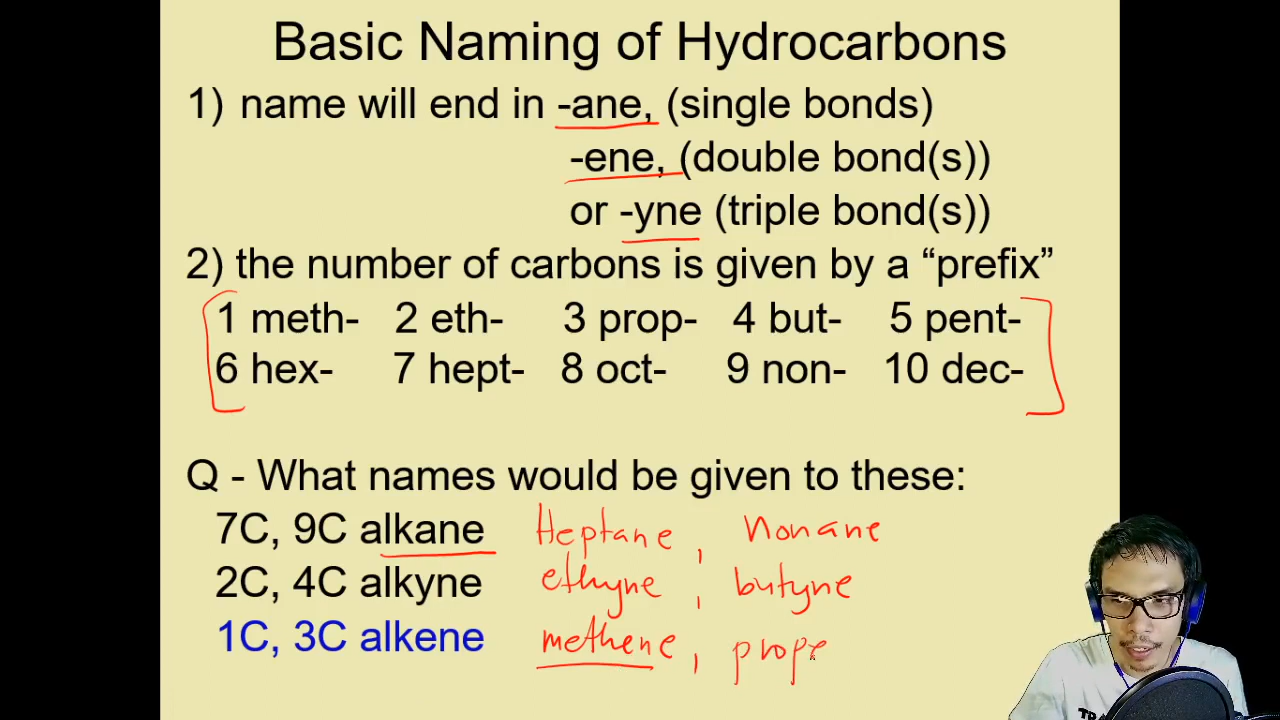 Basic Naming of Hydrocarbons
1) name will end in -ane, (single bonds)
-ene, (double bond(s))
or -yne (triple bond(s))
2) the number of carbons is given by a “prefix”
1 meth- 2 eth- 3 prop- 4 but- 5 pent-
6 hex- 7 hept- 8 oct- 9 non- 10 dec-
Q - What names would be given to these:
7C, 9C alkane Heptane , Nonane
2C, 4C alkyne ethyne , butyne
1C, 3C alkene methene , prope